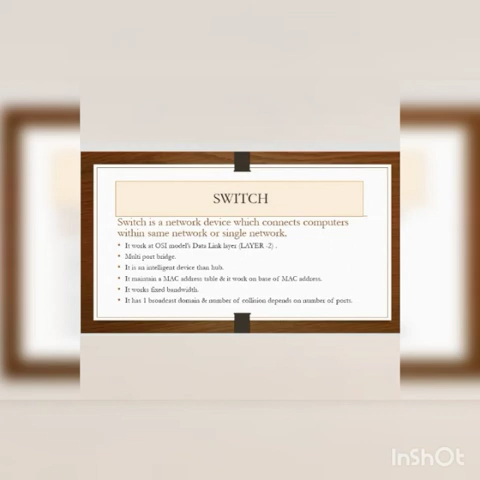 SWITCH
Switch is a network device which connects computers
within same network or single network.
• It work at OSI model's Data Link layer (LAYER -2) .
• Multi port bridge.
• It is an intelligent device than hub.
• It maintain a MAC address table & it work on base of MAC address.
• It works fixed bandwidth.
• It has 1 broadcast domain & number of collision depends on number of ports.
InShOt